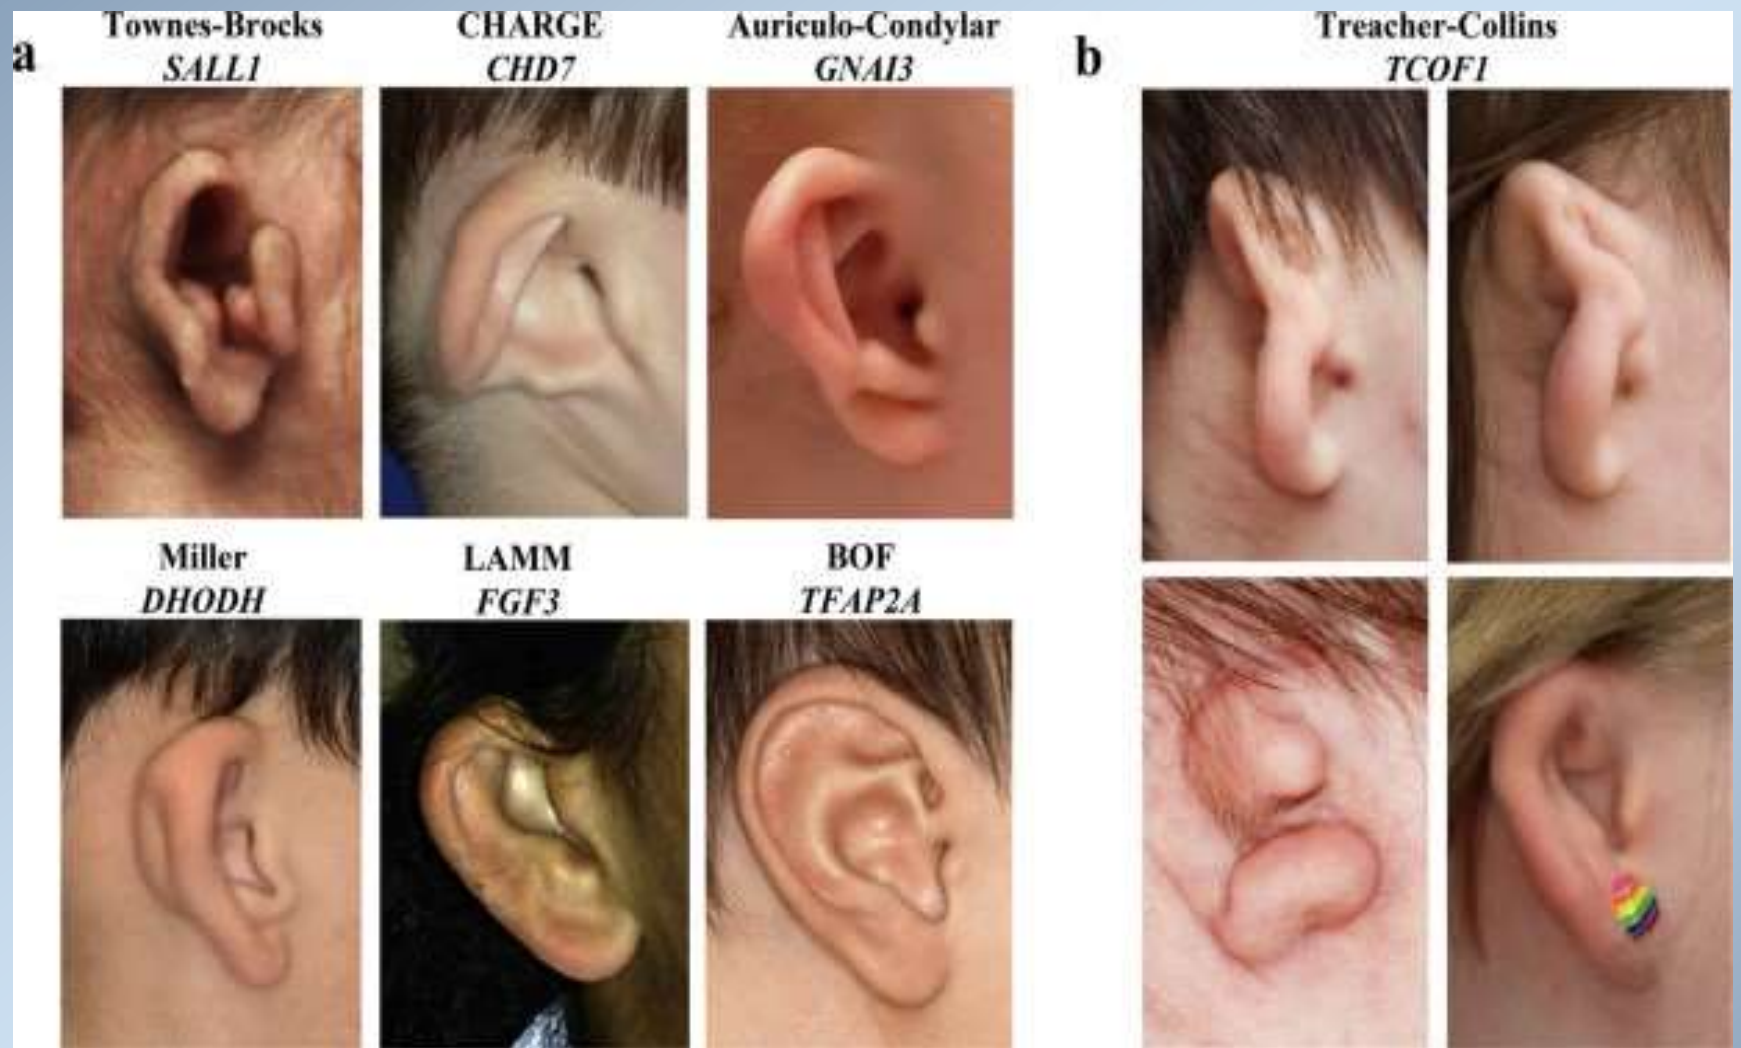 a
Townes-Brocks
SALL1
CHARGE
CHD7
Auriculo-Condylar
GNAI3
Miller
DHODH
LAMM
FGF3
BOF
TFAP2A
b
Treacher-Collins
TCOF1